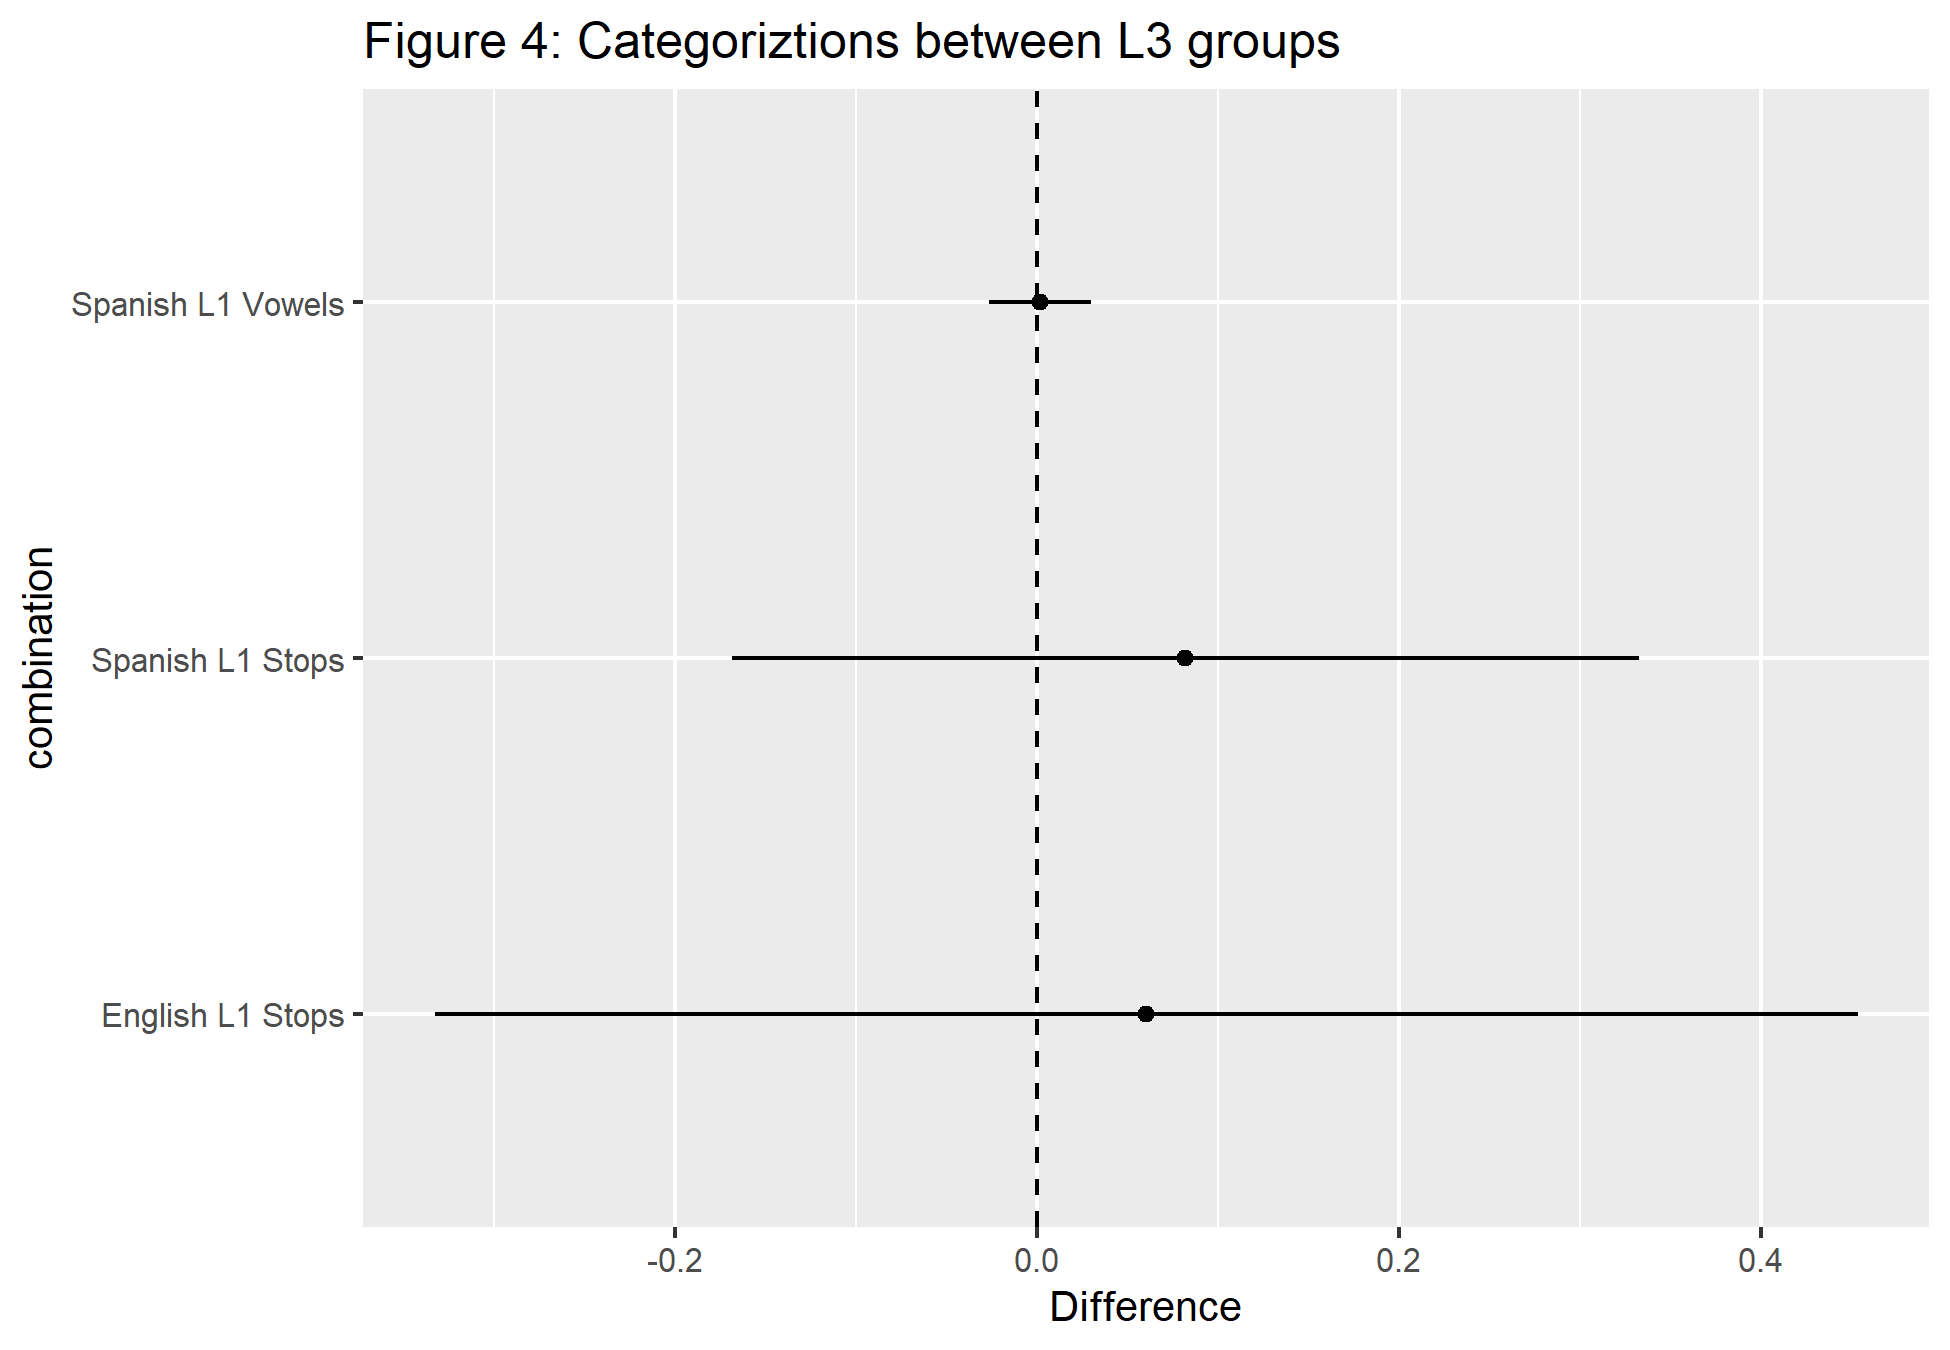 Figure 4: Categoriztions between L3 groups
combination
Spanish L1 Vowels
Spanish L1 Stops
English L1 Stops
-0.2 0.0 0.2 0.4
Difference